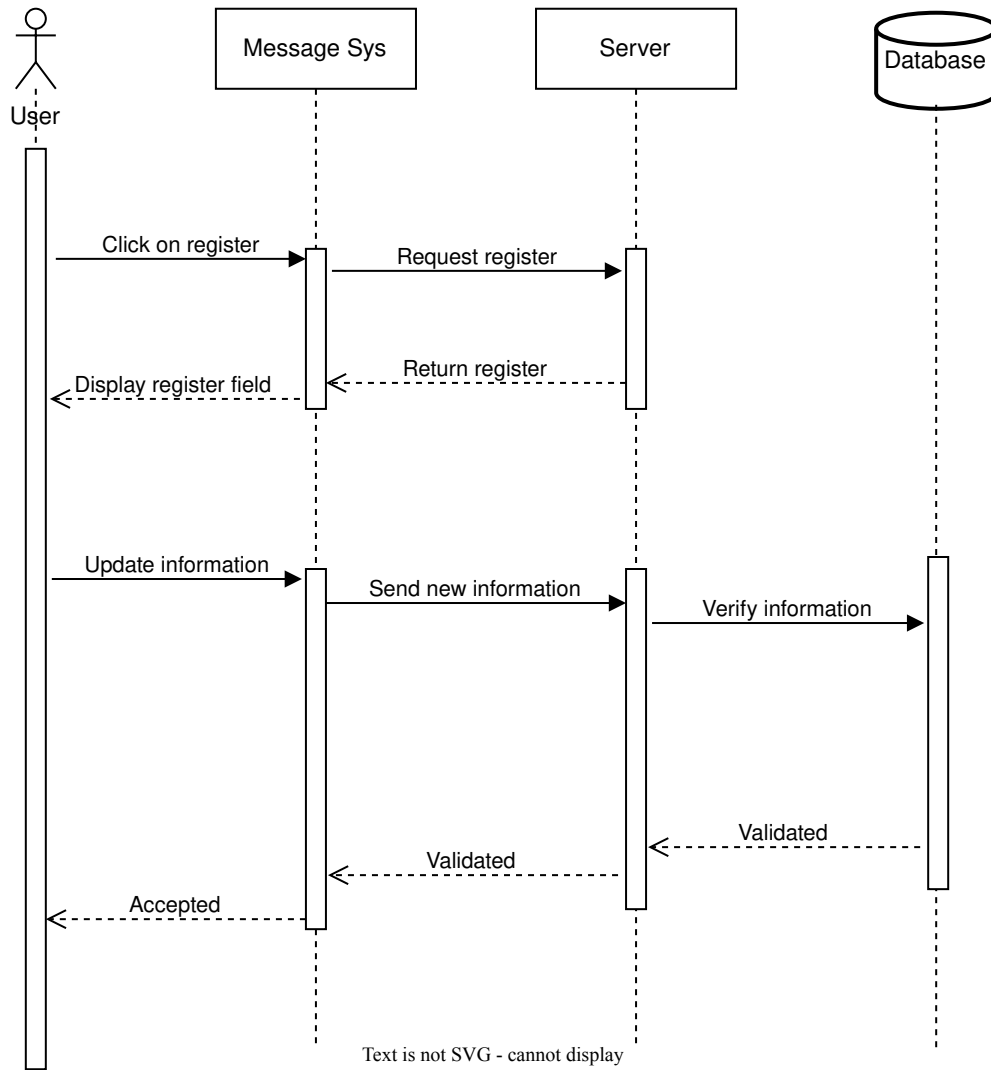 Message Sys
Server
Database
User
Click on register
Request register
Return register
Display register field
Update information
Send new information
Verify information
Validated
Validated
Accepted
Text is not SVG - cannot display